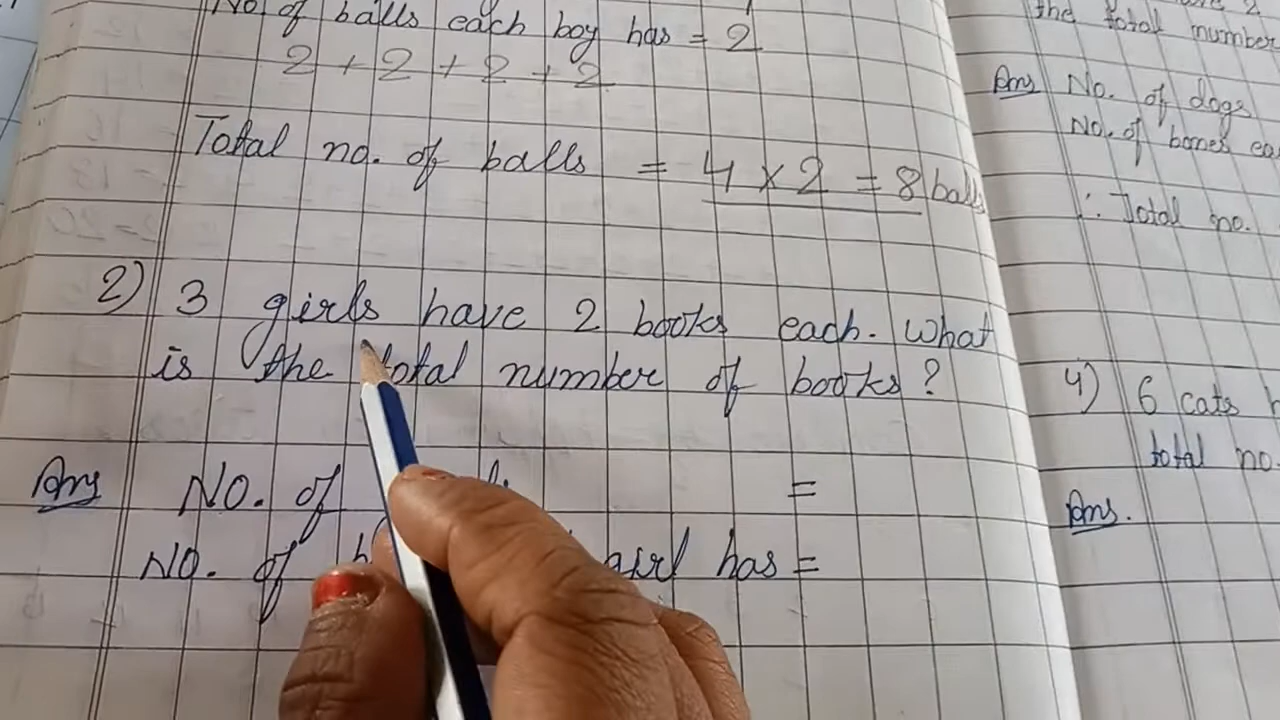 No. of balls each boy has = 2
2 + 2 + 2 + 2
Total no. of balls = 4 × 2 = 8 balls
2) 3 girls have 2 books each. What
is the total number of books?
Ans No. of =
No. of girl has =
the total number
Ans No. of dogs
No. of bones
∴ Total no.
4) 6 cats
total no.
Ans.